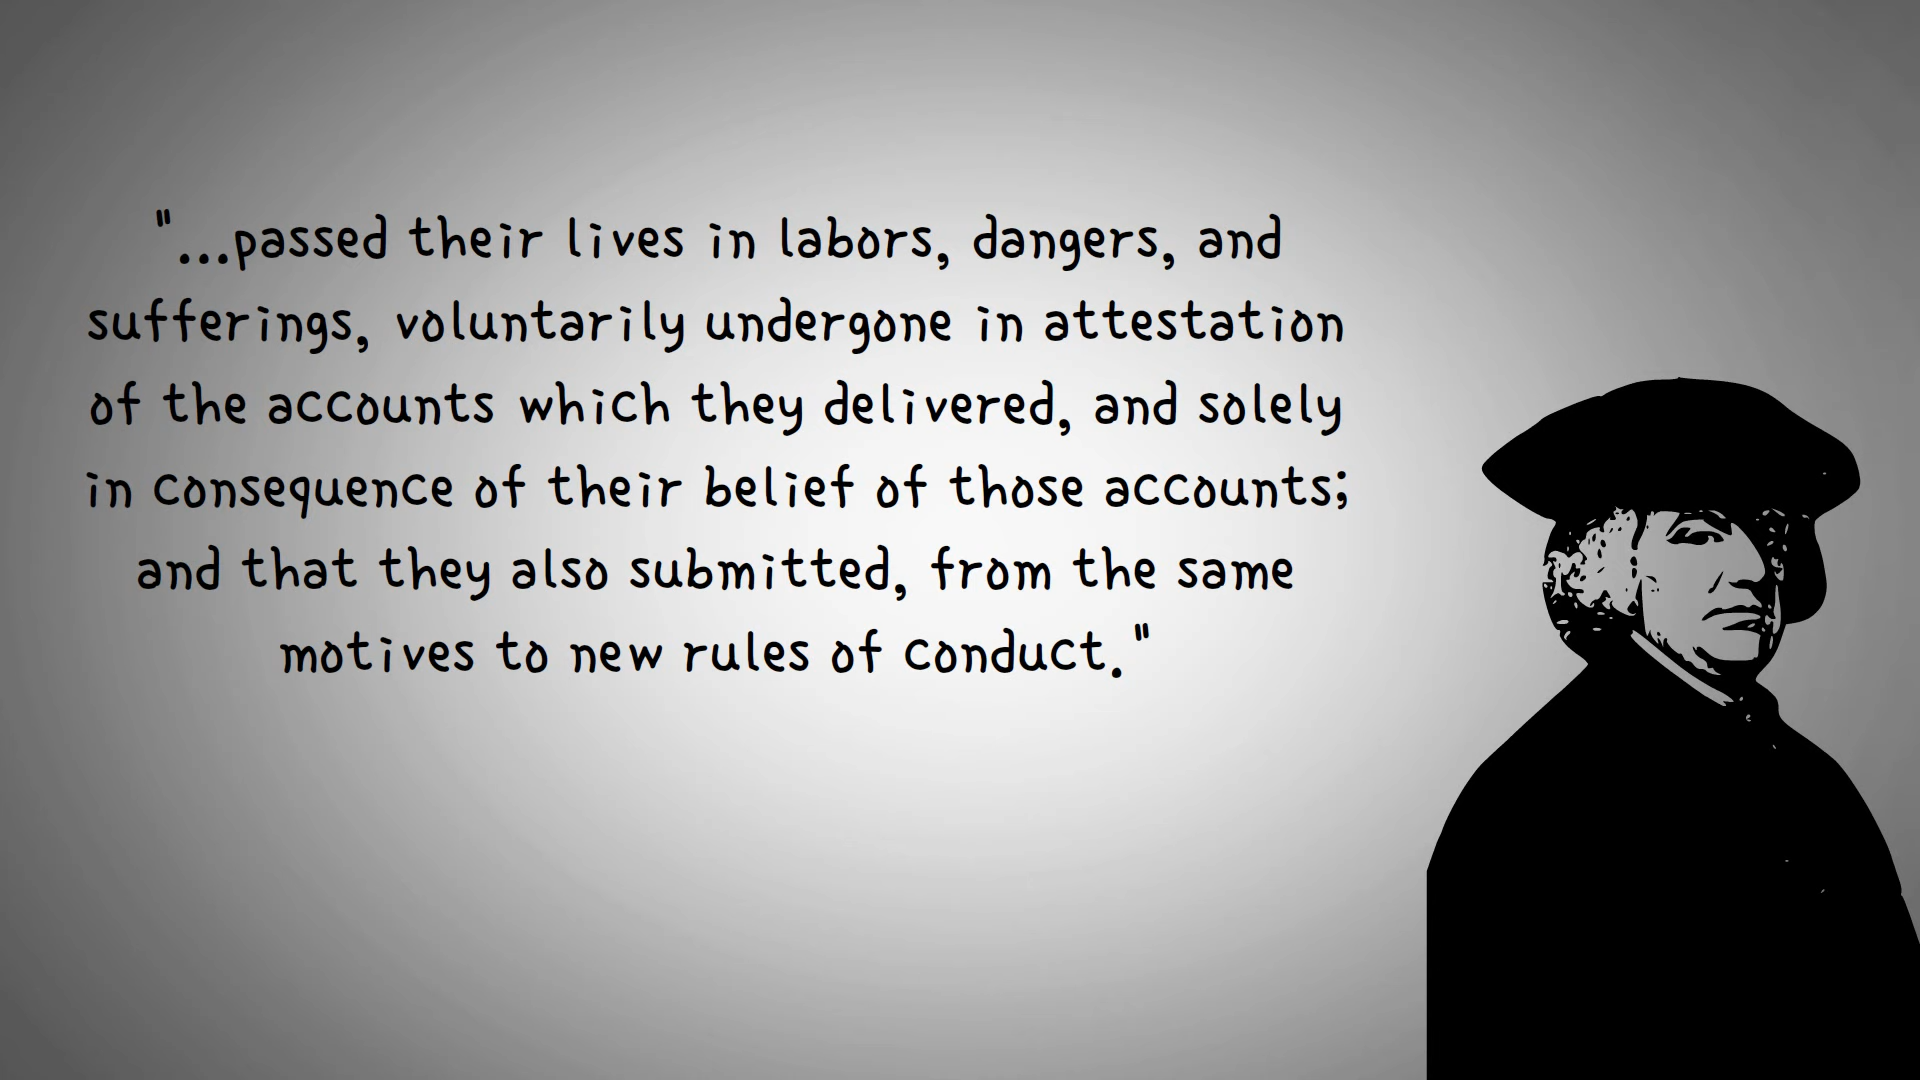 "...passed their lives in labors, dangers, and
sufferings, voluntarily undergone in attestation
of the accounts which they delivered, and solely
in consequence of their belief of those accounts;
and that they also submitted, from the same
motives to new rules of conduct."